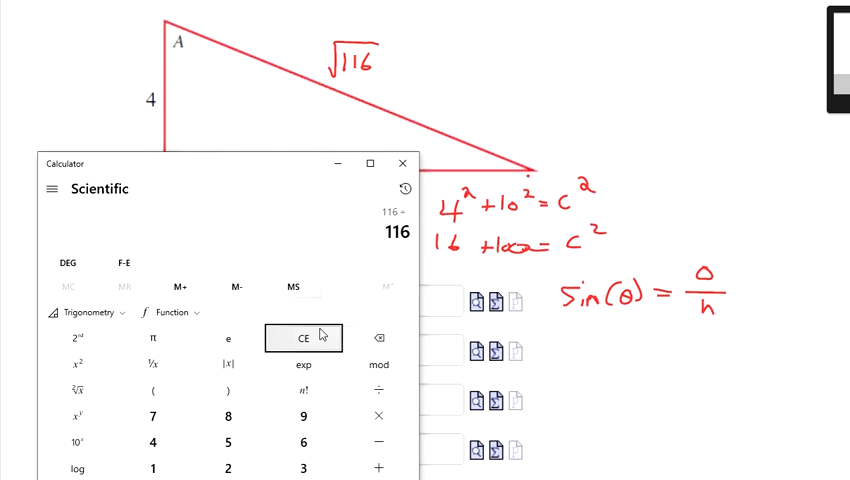 A
√116
4
Calculator
Scientific
116 ÷
116
DEG F-E
MC MR M+ M- MS M˅
Trigonometry f Function
2ⁿᵈ π e CE
x² ¹/x |x| exp mod
²√x ( ) n! ÷
xʸ 7 8 9 ×
10ˣ 4 5 6 −
log 1 2 3 +
4² + 10² = c²
16 + 100 = c²
sin(θ) = o/h